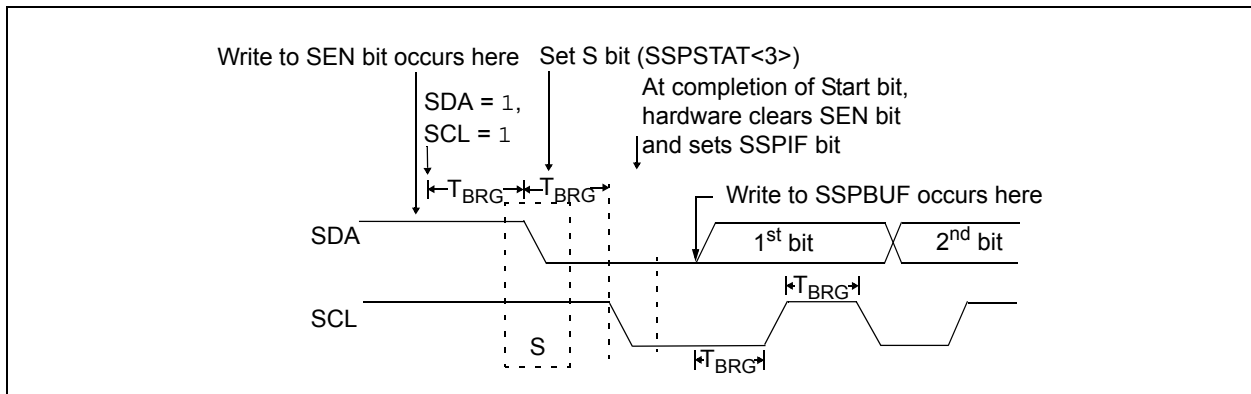 Write to SEN bit occurs here
Set S bit (SSPSTAT<3>)
SDA = 1,
SCL = 1
At completion of Start bit,
hardware clears SEN bit
and sets SSPIF bit
TBRG
TBRG
Write to SSPBUF occurs here
SDA
1st bit
2nd bit
TBRG
SCL
S
TBRG